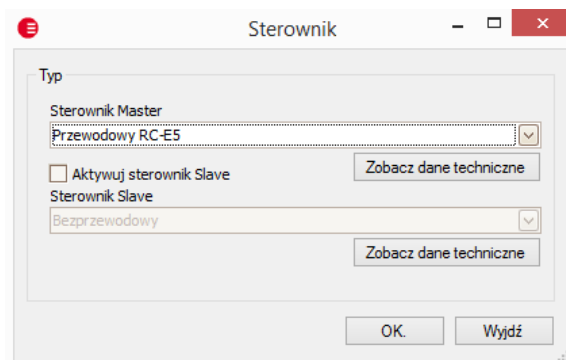 Sterownik
Typ
Sterownik Master
Przewodowy RC-E5
Zobacz dane techniczne
Aktywuj sterownik Slave
Sterownik Slave
Bezprzewodowy
Zobacz dane techniczne
OK. Wyjdź